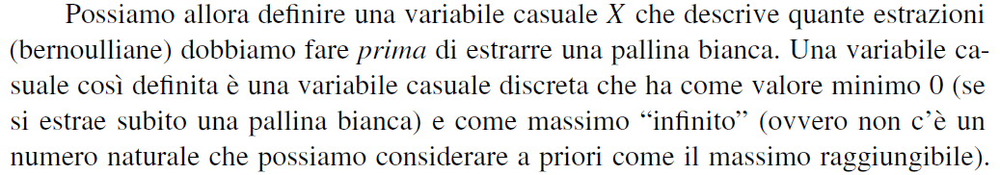 Possiamo allora definire una variabile casuale X che descrive quante estrazioni
(bernoulliane) dobbiamo fare prima di estrarre una pallina bianca. Una variabile ca-
suale così definita è una variabile casuale discreta che ha come valore minimo 0 (se
si estrae subito una pallina bianca) e come massimo “infinito” (ovvero non c’è un
numero naturale che possiamo considerare a priori come il massimo raggiungibile).